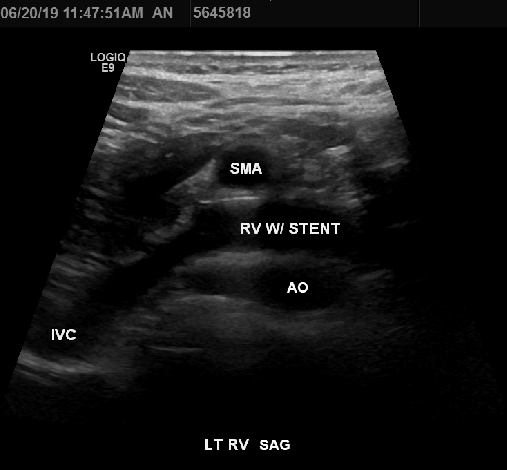 06/20/19 11:47:51AM AN 5645818
LOGIQ
E9
SMA
RV W/ STENT
AO
IVC
LT RV SAG